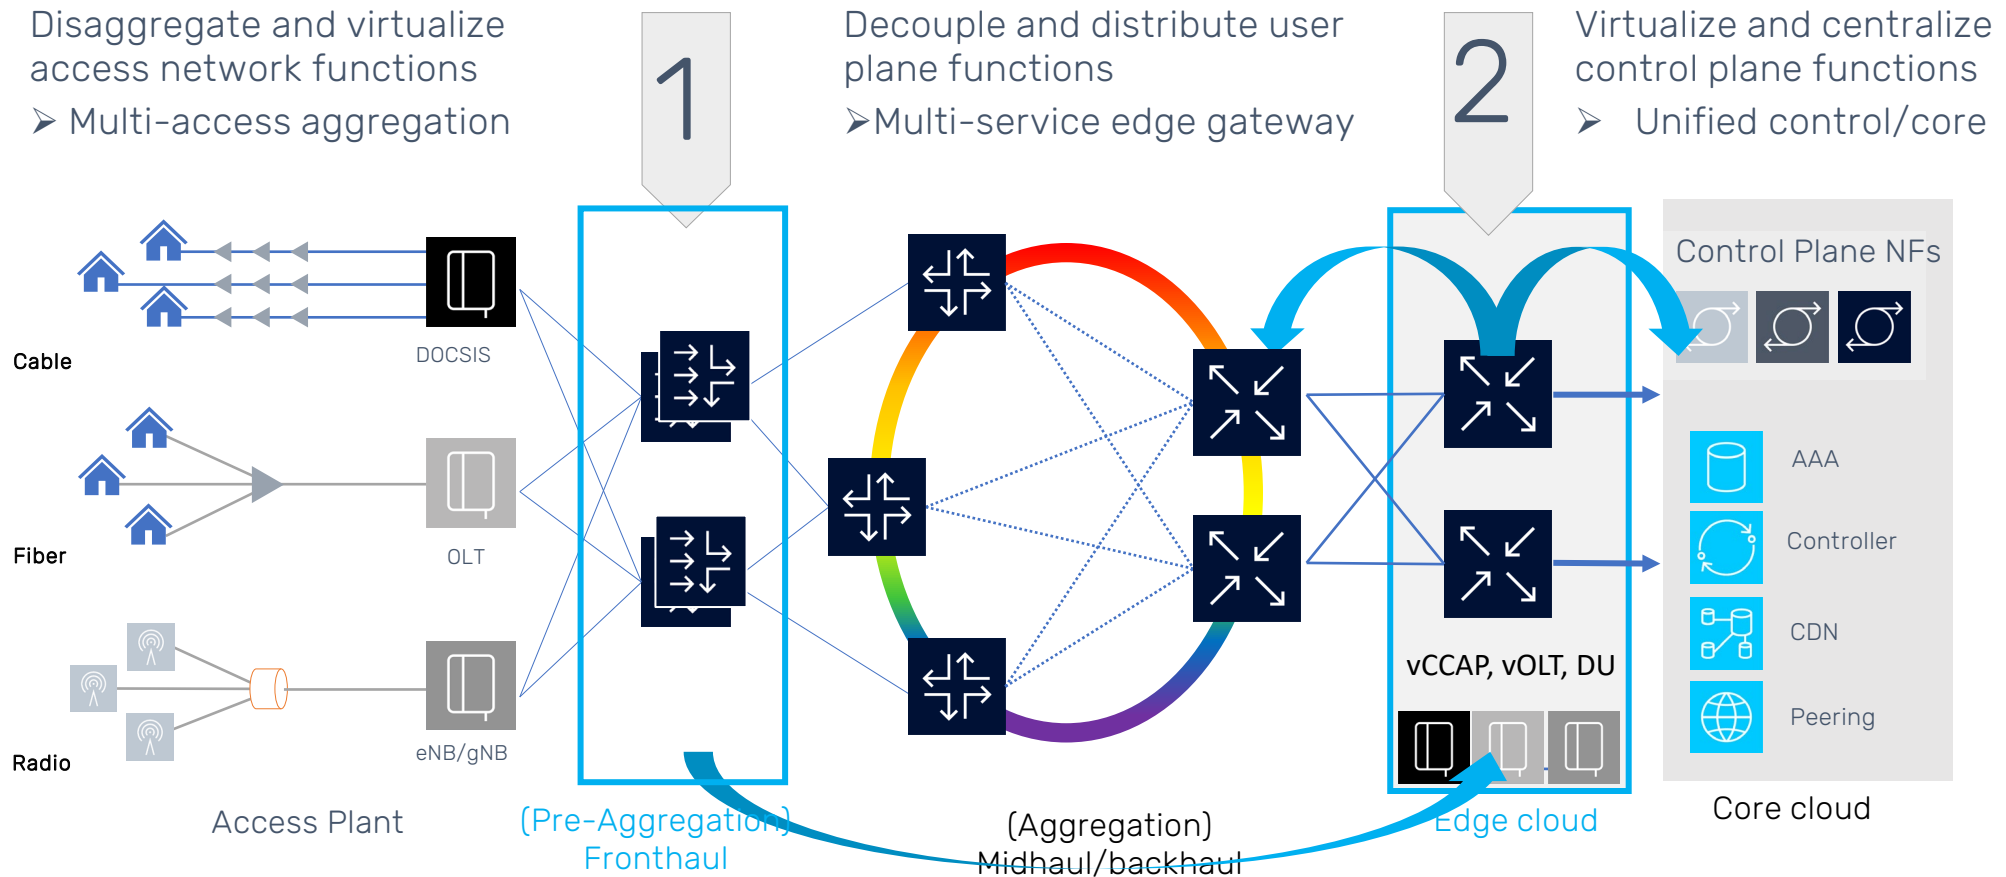 Disaggregate and virtualize
access network functions
➢ Multi-access aggregation
1
Decouple and distribute user
plane functions
➢Multi-service edge gateway
2
Virtualize and centralize
control plane functions
➢ Unified control/core
Cable
DOCSIS
Fiber
OLT
Radio
eNB/gNB
Access Plant
(Pre-Aggregation)
Fronthaul
(Aggregation)
Midhaul/backhaul
vCCAP, vOLT, DU
Edge cloud
Control Plane NFs
AAA
Controller
CDN
Peering
Core cloud